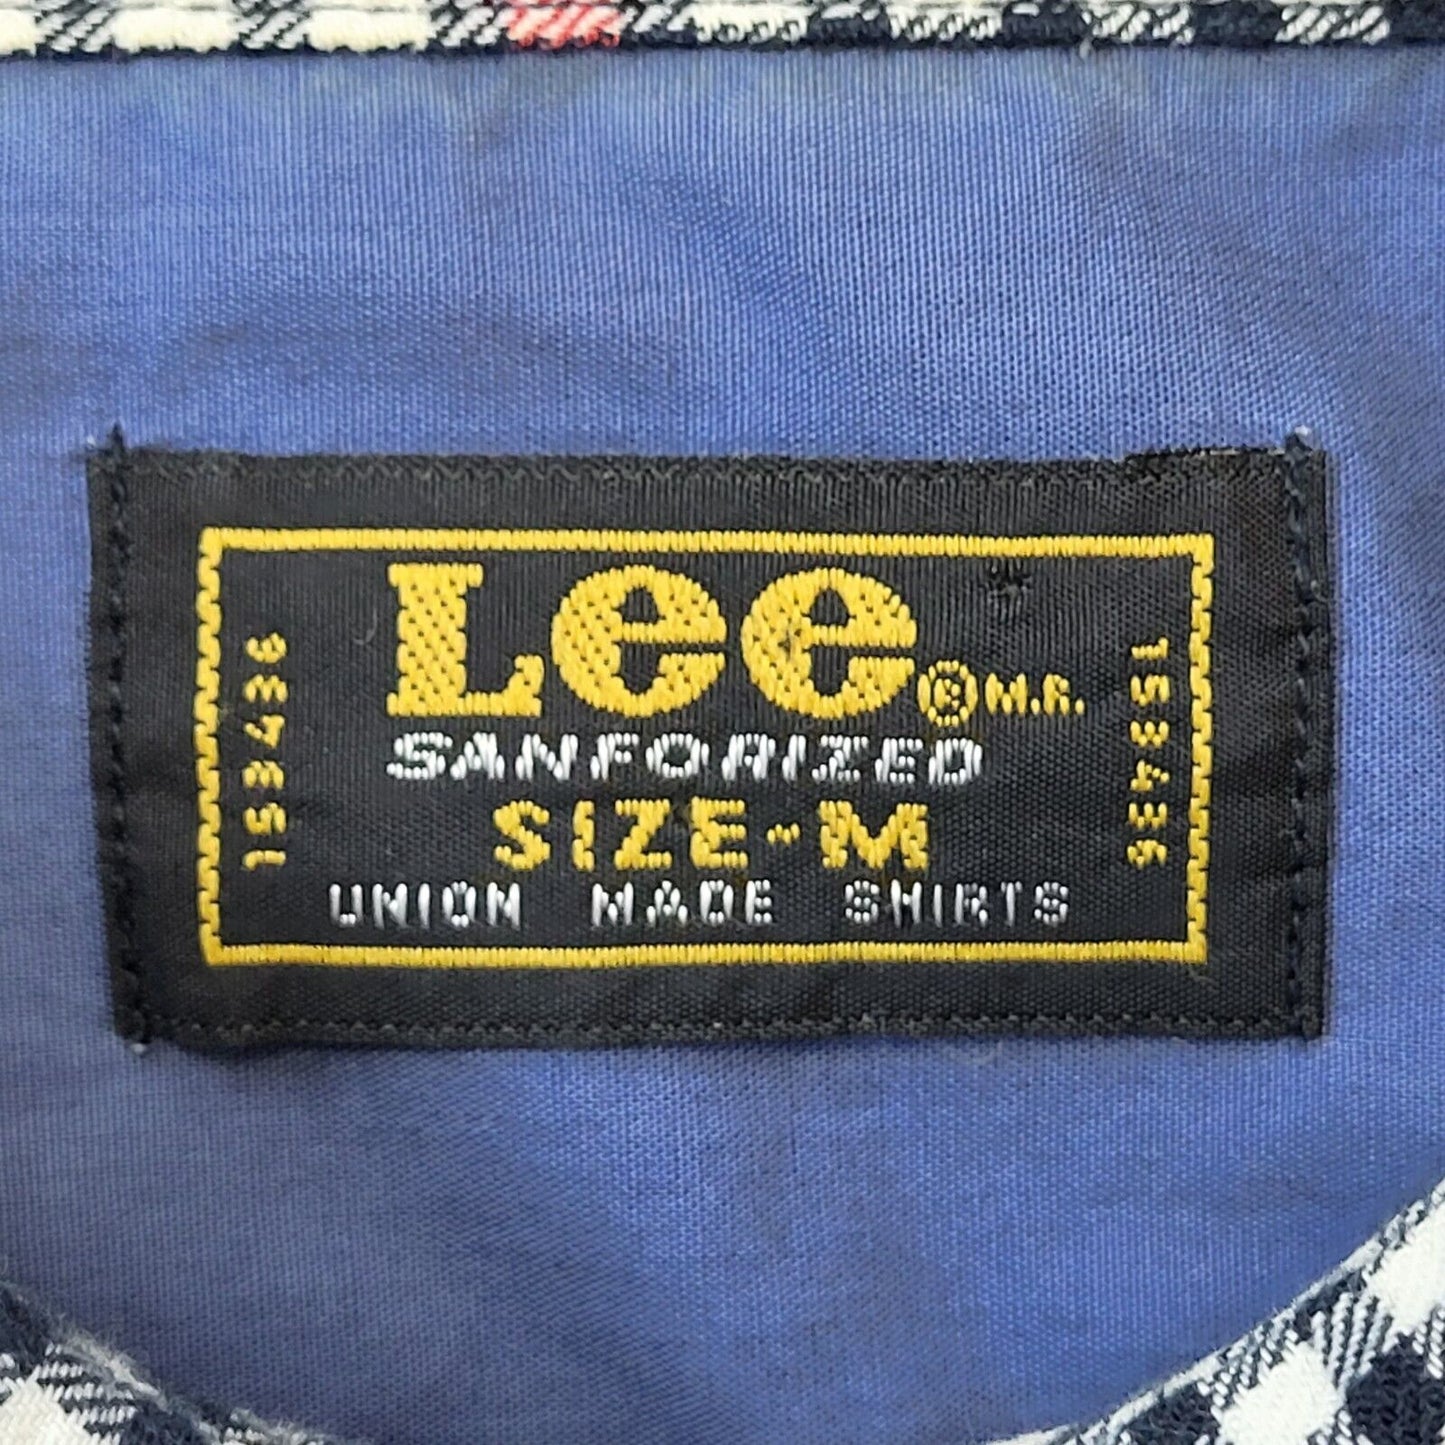 Lee ® M.R.
SANFORIZED
SIZE-M
UNION MADE SHIRTS
153436
153436